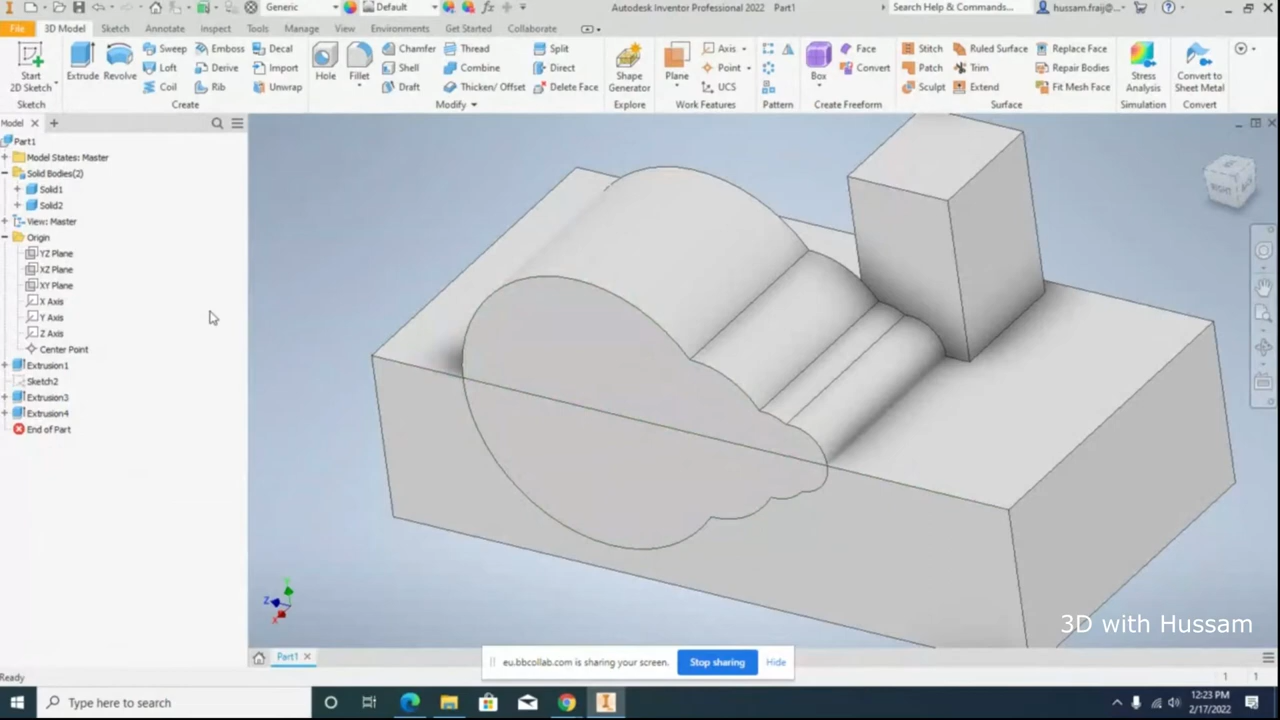 Generic
Default
Autodesk Inventor Professional 2022 Part1
Search Help & Commands...
hussam.fraij@...
File
3D Model
Sketch
Annotate
Inspect
Tools
Manage
View
Environments
Get Started
Collaborate
Start
2D Sketch
Extrude
Revolve
Sweep
Loft
Coil
Emboss
Derive
Rib
Decal
Import
Unwrap
Hole
Fillet
Chamfer
Shell
Draft
Thread
Combine
Thicken/ Offset
Split
Direct
Delete Face
Shape
Generator
Plane
Axis
Point
UCS
Box
Face
Convert
Stitch
Patch
Sculpt
Ruled Surface
Trim
Extend
Replace Face
Repair Bodies
Fit Mesh Face
Stress
Analysis
Convert to
Sheet Metal
Sketch
Create
Modify
Explore
Work Features
Pattern
Create Freeform
Surface
Simulation
Convert
Model
Part1
Model States: Master
Solid Bodies(2)
Solid1
Solid2
View: Master
Origin
YZ Plane
XZ Plane
XY Plane
X Axis
Y Axis
Z Axis
Center Point
Extrusion1
Sketch2
Extrusion3
Extrusion4
End of Part
RIGHT
Z
X
3D with Hussam
Part1
eu.bbcollab.com is sharing your screen.
Stop sharing
Hide
Ready
1 1
Type here to search
12:23 PM
2/17/2022